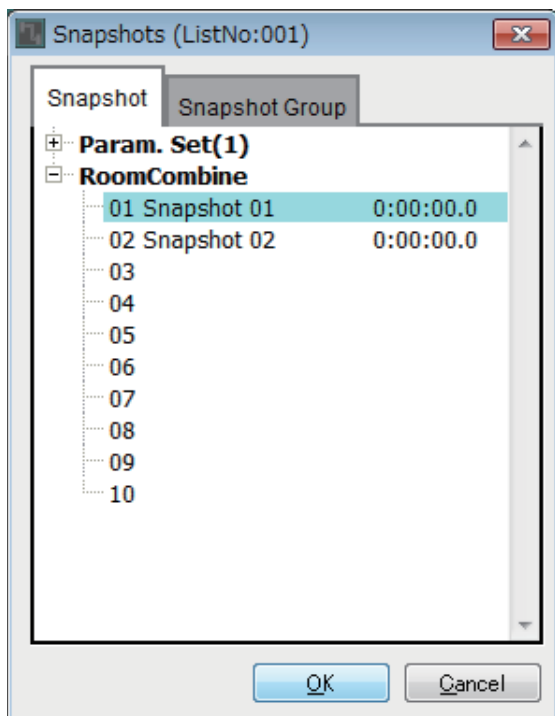 Snapshots (ListNo:001)
Snapshot Snapshot Group
Param. Set(1)
RoomCombine
01 Snapshot 01 0:00:00.0
02 Snapshot 02 0:00:00.0
03
04
05
06
07
08
09
10
OK Cancel